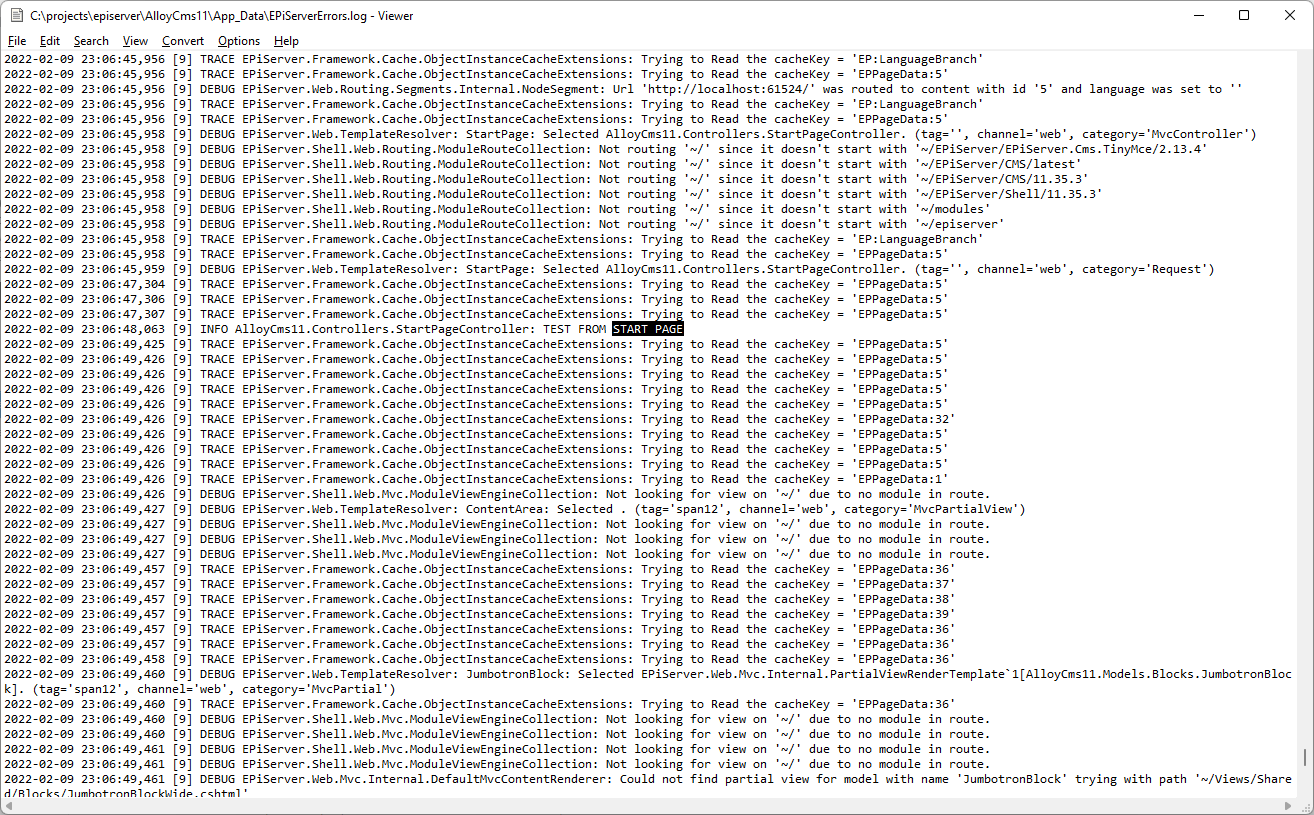 C:\projects\episerver\AlloyCms11\App_Data\EPiServerErrors.log - Viewer
File Edit Search View Convert Options Help
2022-02-09 23:06:45,956 [9] TRACE EPiServer.Framework.Cache.ObjectInstanceCacheExtensions: Trying to Read the cacheKey = 'EP:LanguageBranch'
2022-02-09 23:06:45,956 [9] TRACE EPiServer.Framework.Cache.ObjectInstanceCacheExtensions: Trying to Read the cacheKey = 'EPPageData:5'
2022-02-09 23:06:45,956 [9] DEBUG EPiServer.Web.Routing.Segments.Internal.NodeSegment: Url 'http://localhost:61524/' was routed to content with id '5' and language was set to ''
2022-02-09 23:06:45,956 [9] TRACE EPiServer.Framework.Cache.ObjectInstanceCacheExtensions: Trying to Read the cacheKey = 'EP:LanguageBranch'
2022-02-09 23:06:45,956 [9] TRACE EPiServer.Framework.Cache.ObjectInstanceCacheExtensions: Trying to Read the cacheKey = 'EPPageData:5'
2022-02-09 23:06:45,958 [9] DEBUG EPiServer.Web.TemplateResolver: StartPage: Selected AlloyCms11.Controllers.StartPageController. (tag='', channel='web', category='MvcController')
2022-02-09 23:06:45,958 [9] DEBUG EPiServer.Shell.Web.Routing.ModuleRouteCollection: Not routing '~/' since it doesn't start with '~/EPiServer/EPiServer.Cms.TinyMce/2.13.4'
2022-02-09 23:06:45,958 [9] DEBUG EPiServer.Shell.Web.Routing.ModuleRouteCollection: Not routing '~/' since it doesn't start with '~/EPiServer/CMS/latest'
2022-02-09 23:06:45,958 [9] DEBUG EPiServer.Shell.Web.Routing.ModuleRouteCollection: Not routing '~/' since it doesn't start with '~/EPiServer/CMS/11.35.3'
2022-02-09 23:06:45,958 [9] DEBUG EPiServer.Shell.Web.Routing.ModuleRouteCollection: Not routing '~/' since it doesn't start with '~/EPiServer/Shell/11.35.3'
2022-02-09 23:06:45,958 [9] DEBUG EPiServer.Shell.Web.Routing.ModuleRouteCollection: Not routing '~/' since it doesn't start with '~/modules'
2022-02-09 23:06:45,958 [9] DEBUG EPiServer.Shell.Web.Routing.ModuleRouteCollection: Not routing '~/' since it doesn't start with '~/episerver'
2022-02-09 23:06:45,958 [9] TRACE EPiServer.Framework.Cache.ObjectInstanceCacheExtensions: Trying to Read the cacheKey = 'EP:LanguageBranch'
2022-02-09 23:06:45,958 [9] TRACE EPiServer.Framework.Cache.ObjectInstanceCacheExtensions: Trying to Read the cacheKey = 'EPPageData:5'
2022-02-09 23:06:45,959 [9] DEBUG EPiServer.Web.TemplateResolver: StartPage: Selected AlloyCms11.Controllers.StartPageController. (tag='', channel='web', category='Request')
2022-02-09 23:06:47,304 [9] TRACE EPiServer.Framework.Cache.ObjectInstanceCacheExtensions: Trying to Read the cacheKey = 'EPPageData:5'
2022-02-09 23:06:47,306 [9] TRACE EPiServer.Framework.Cache.ObjectInstanceCacheExtensions: Trying to Read the cacheKey = 'EPPageData:5'
2022-02-09 23:06:47,307 [9] TRACE EPiServer.Framework.Cache.ObjectInstanceCacheExtensions: Trying to Read the cacheKey = 'EPPageData:5'
2022-02-09 23:06:48,063 [9] INFO AlloyCms11.Controllers.StartPageController: TEST FROM START PAGE
2022-02-09 23:06:49,425 [9] TRACE EPiServer.Framework.Cache.ObjectInstanceCacheExtensions: Trying to Read the cacheKey = 'EPPageData:5'
2022-02-09 23:06:49,426 [9] TRACE EPiServer.Framework.Cache.ObjectInstanceCacheExtensions: Trying to Read the cacheKey = 'EPPageData:5'
2022-02-09 23:06:49,426 [9] TRACE EPiServer.Framework.Cache.ObjectInstanceCacheExtensions: Trying to Read the cacheKey = 'EPPageData:5'
2022-02-09 23:06:49,426 [9] TRACE EPiServer.Framework.Cache.ObjectInstanceCacheExtensions: Trying to Read the cacheKey = 'EPPageData:5'
2022-02-09 23:06:49,426 [9] TRACE EPiServer.Framework.Cache.ObjectInstanceCacheExtensions: Trying to Read the cacheKey = 'EPPageData:5'
2022-02-09 23:06:49,426 [9] TRACE EPiServer.Framework.Cache.ObjectInstanceCacheExtensions: Trying to Read the cacheKey = 'EPPageData:32'
2022-02-09 23:06:49,426 [9] TRACE EPiServer.Framework.Cache.ObjectInstanceCacheExtensions: Trying to Read the cacheKey = 'EPPageData:5'
2022-02-09 23:06:49,426 [9] TRACE EPiServer.Framework.Cache.ObjectInstanceCacheExtensions: Trying to Read the cacheKey = 'EPPageData:5'
2022-02-09 23:06:49,426 [9] TRACE EPiServer.Framework.Cache.ObjectInstanceCacheExtensions: Trying to Read the cacheKey = 'EPPageData:5'
2022-02-09 23:06:49,426 [9] TRACE EPiServer.Framework.Cache.ObjectInstanceCacheExtensions: Trying to Read the cacheKey = 'EPPageData:1'
2022-02-09 23:06:49,426 [9] DEBUG EPiServer.Shell.Web.Mvc.ModuleViewEngineCollection: Not looking for view on '~/' due to no module in route.
2022-02-09 23:06:49,427 [9] DEBUG EPiServer.Web.TemplateResolver: ContentArea: Selected . (tag='span12', channel='web', category='MvcPartialView')
2022-02-09 23:06:49,427 [9] DEBUG EPiServer.Shell.Web.Mvc.ModuleViewEngineCollection: Not looking for view on '~/' due to no module in route.
2022-02-09 23:06:49,427 [9] DEBUG EPiServer.Shell.Web.Mvc.ModuleViewEngineCollection: Not looking for view on '~/' due to no module in route.
2022-02-09 23:06:49,427 [9] DEBUG EPiServer.Shell.Web.Mvc.ModuleViewEngineCollection: Not looking for view on '~/' due to no module in route.
2022-02-09 23:06:49,457 [9] TRACE EPiServer.Framework.Cache.ObjectInstanceCacheExtensions: Trying to Read the cacheKey = 'EPPageData:36'
2022-02-09 23:06:49,457 [9] TRACE EPiServer.Framework.Cache.ObjectInstanceCacheExtensions: Trying to Read the cacheKey = 'EPPageData:37'
2022-02-09 23:06:49,457 [9] TRACE EPiServer.Framework.Cache.ObjectInstanceCacheExtensions: Trying to Read the cacheKey = 'EPPageData:38'
2022-02-09 23:06:49,457 [9] TRACE EPiServer.Framework.Cache.ObjectInstanceCacheExtensions: Trying to Read the cacheKey = 'EPPageData:39'
2022-02-09 23:06:49,457 [9] TRACE EPiServer.Framework.Cache.ObjectInstanceCacheExtensions: Trying to Read the cacheKey = 'EPPageData:36'
2022-02-09 23:06:49,457 [9] TRACE EPiServer.Framework.Cache.ObjectInstanceCacheExtensions: Trying to Read the cacheKey = 'EPPageData:36'
2022-02-09 23:06:49,458 [9] TRACE EPiServer.Framework.Cache.ObjectInstanceCacheExtensions: Trying to Read the cacheKey = 'EPPageData:36'
2022-02-09 23:06:49,460 [9] DEBUG EPiServer.Web.TemplateResolver: JumbotronBlock: Selected EPiServer.Web.Mvc.Internal.PartialViewRenderTemplate`1[AlloyCms11.Models.Blocks.JumbotronBloc
k]. (tag='span12', channel='web', category='MvcPartial')
2022-02-09 23:06:49,460 [9] TRACE EPiServer.Framework.Cache.ObjectInstanceCacheExtensions: Trying to Read the cacheKey = 'EPPageData:36'
2022-02-09 23:06:49,460 [9] DEBUG EPiServer.Shell.Web.Mvc.ModuleViewEngineCollection: Not looking for view on '~/' due to no module in route.
2022-02-09 23:06:49,460 [9] DEBUG EPiServer.Shell.Web.Mvc.ModuleViewEngineCollection: Not looking for view on '~/' due to no module in route.
2022-02-09 23:06:49,461 [9] DEBUG EPiServer.Shell.Web.Mvc.ModuleViewEngineCollection: Not looking for view on '~/' due to no module in route.
2022-02-09 23:06:49,461 [9] DEBUG EPiServer.Shell.Web.Mvc.ModuleViewEngineCollection: Not looking for view on '~/' due to no module in route.
2022-02-09 23:06:49,461 [9] DEBUG EPiServer.Web.Mvc.Internal.DefaultMvcContentRenderer: Could not find partial view for model with name 'JumbotronBlock' trying with path '~/Views/Share
d/Blocks/JumbotronBlockWide.cshtml'